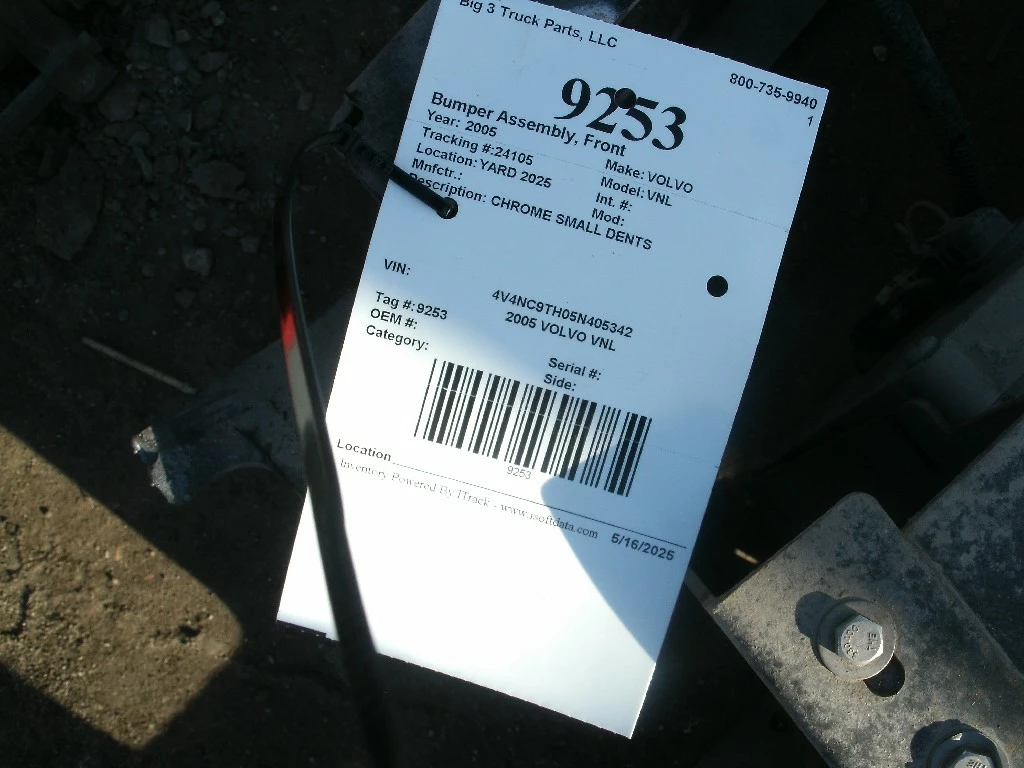 Big 3 Truck Parts, LLC
800-735-9940
1
9253
Bumper Assembly, Front
Year: 2005
Make: VOLVO
Tracking #:24105
Model: VNL
Location: YARD 2025
Int. #:
Mnfctr.:
Mod:
Description: CHROME SMALL DENTS
VIN:
4V4NC9TH05N405342
2005 VOLVO VNL
Tag #: 9253
OEM #:
Serial #:
Category:
Side:
9253
Location
Inventory Powered By ITrack - www.isoftdata.com 5/16/2025